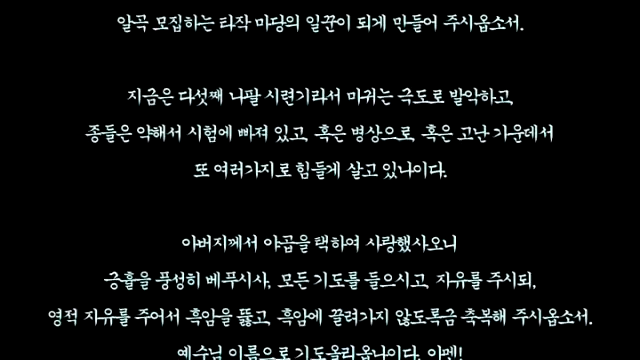 알곡 모집하는 타작 마당의 일꾼이 되게 만들어 주시옵소서.
지금은 다섯째 나팔 시련기라서 마귀는 극도로 발악하고,
종들은 약해서 시험에 빠져 있고, 혹은 병상으로, 혹은 고난 가운데서
또 여러가지로 힘들게 살고 있나이다.
아버지께서 야곱을 택하여 사랑했사오니
긍휼을 풍성히 베푸시사, 모든 기도를 들으시고, 자유를 주시되,
영적 자유를 주어서 흑암을 뚫고, 흑암에 끌려가지 않도록금 축복해 주시옵소서.
예수님 이름으로 기도올리옵나이다. 아멘!